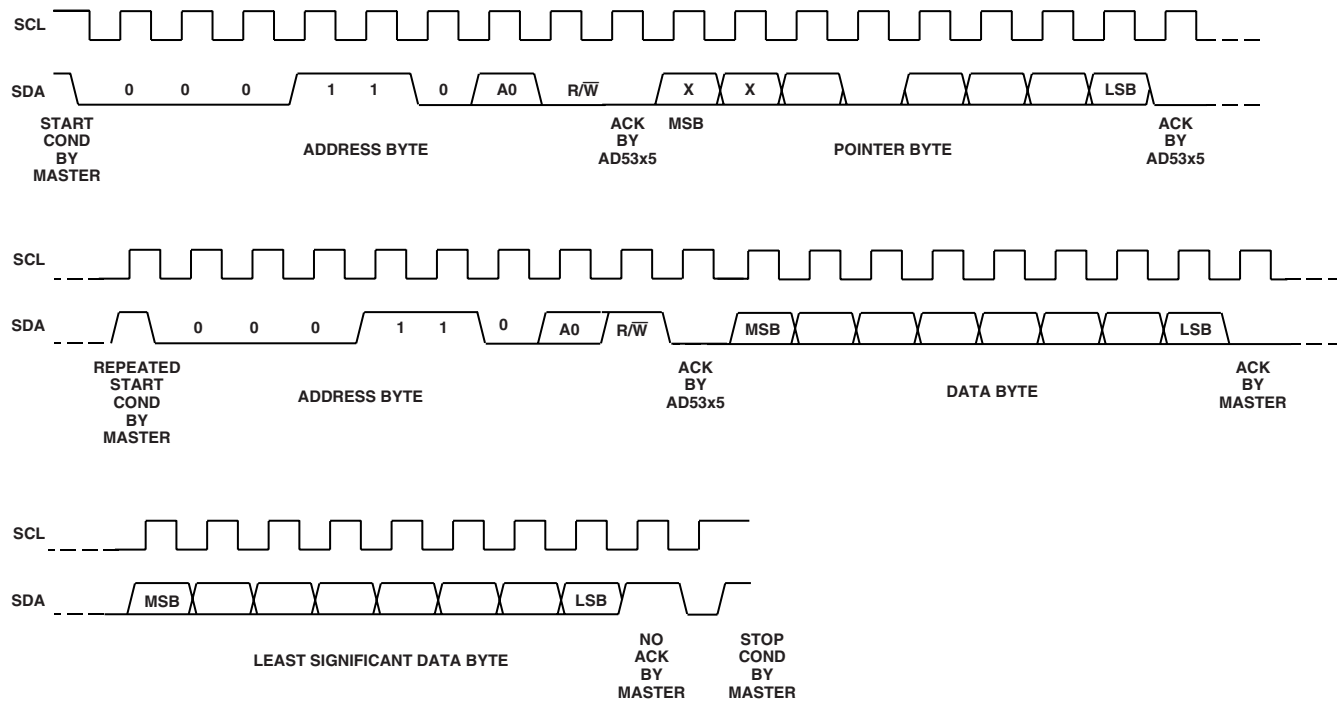 SCL
SDA 0 0 0 1 1 0 A0 R/W̅ X X LSB
START COND BY MASTER
ADDRESS BYTE
ACK BY AD53x5
MSB
POINTER BYTE
ACK BY AD53x5
SCL
SDA 0 0 0 1 1 0 A0 R/W̅ MSB LSB
REPEATED START COND BY MASTER
ADDRESS BYTE
ACK BY AD53x5
DATA BYTE
ACK BY MASTER
SCL
SDA MSB LSB
LEAST SIGNIFICANT DATA BYTE
NO ACK BY MASTER
STOP COND BY MASTER